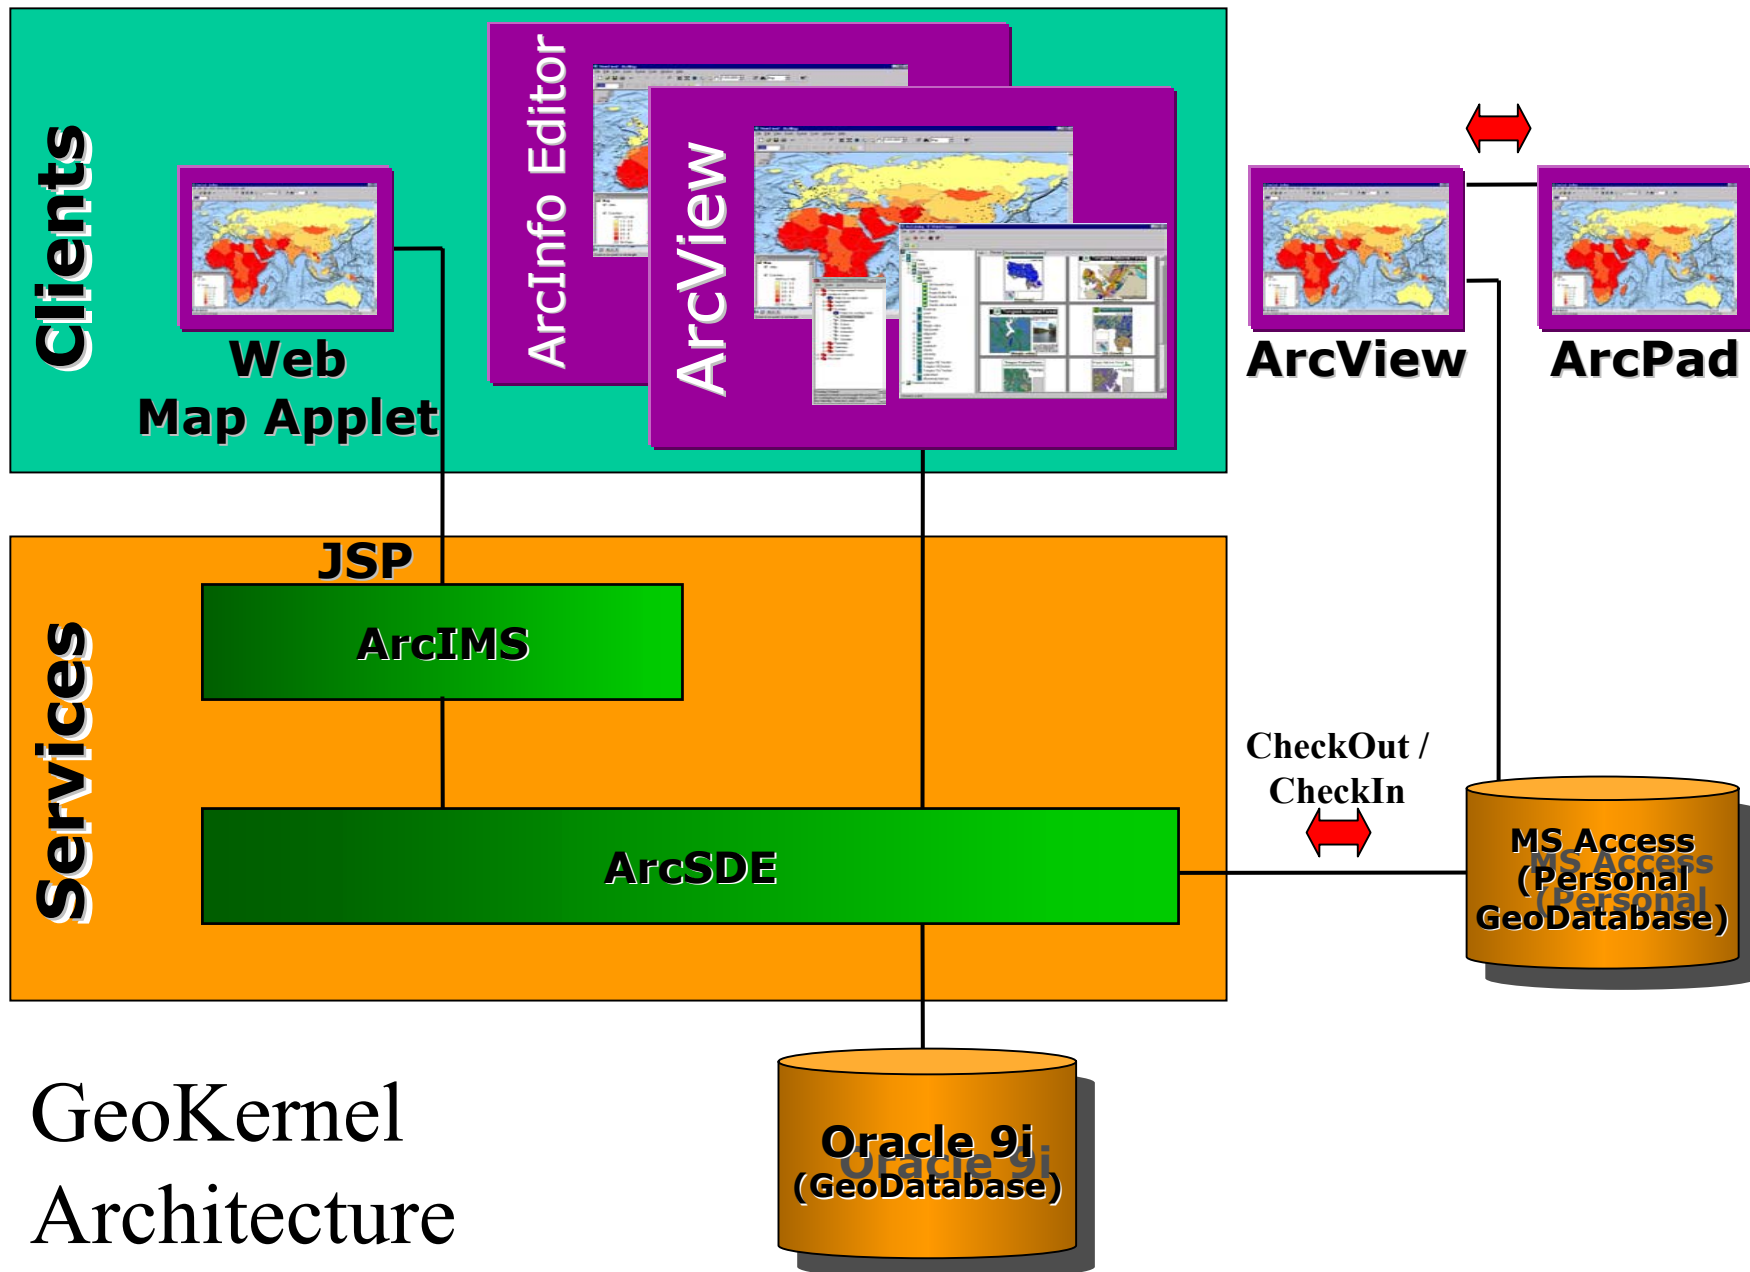 Clients
ArcInfo Editor
ArcView
Web
Map Applet
ArcView
ArcPad
JSP
Services
ArcIMS
ArcSDE
CheckOut /
CheckIn
MS Access
(Personal
GeoDatabase)
Oracle 9i
(GeoDatabase)
GeoKernel
Architecture